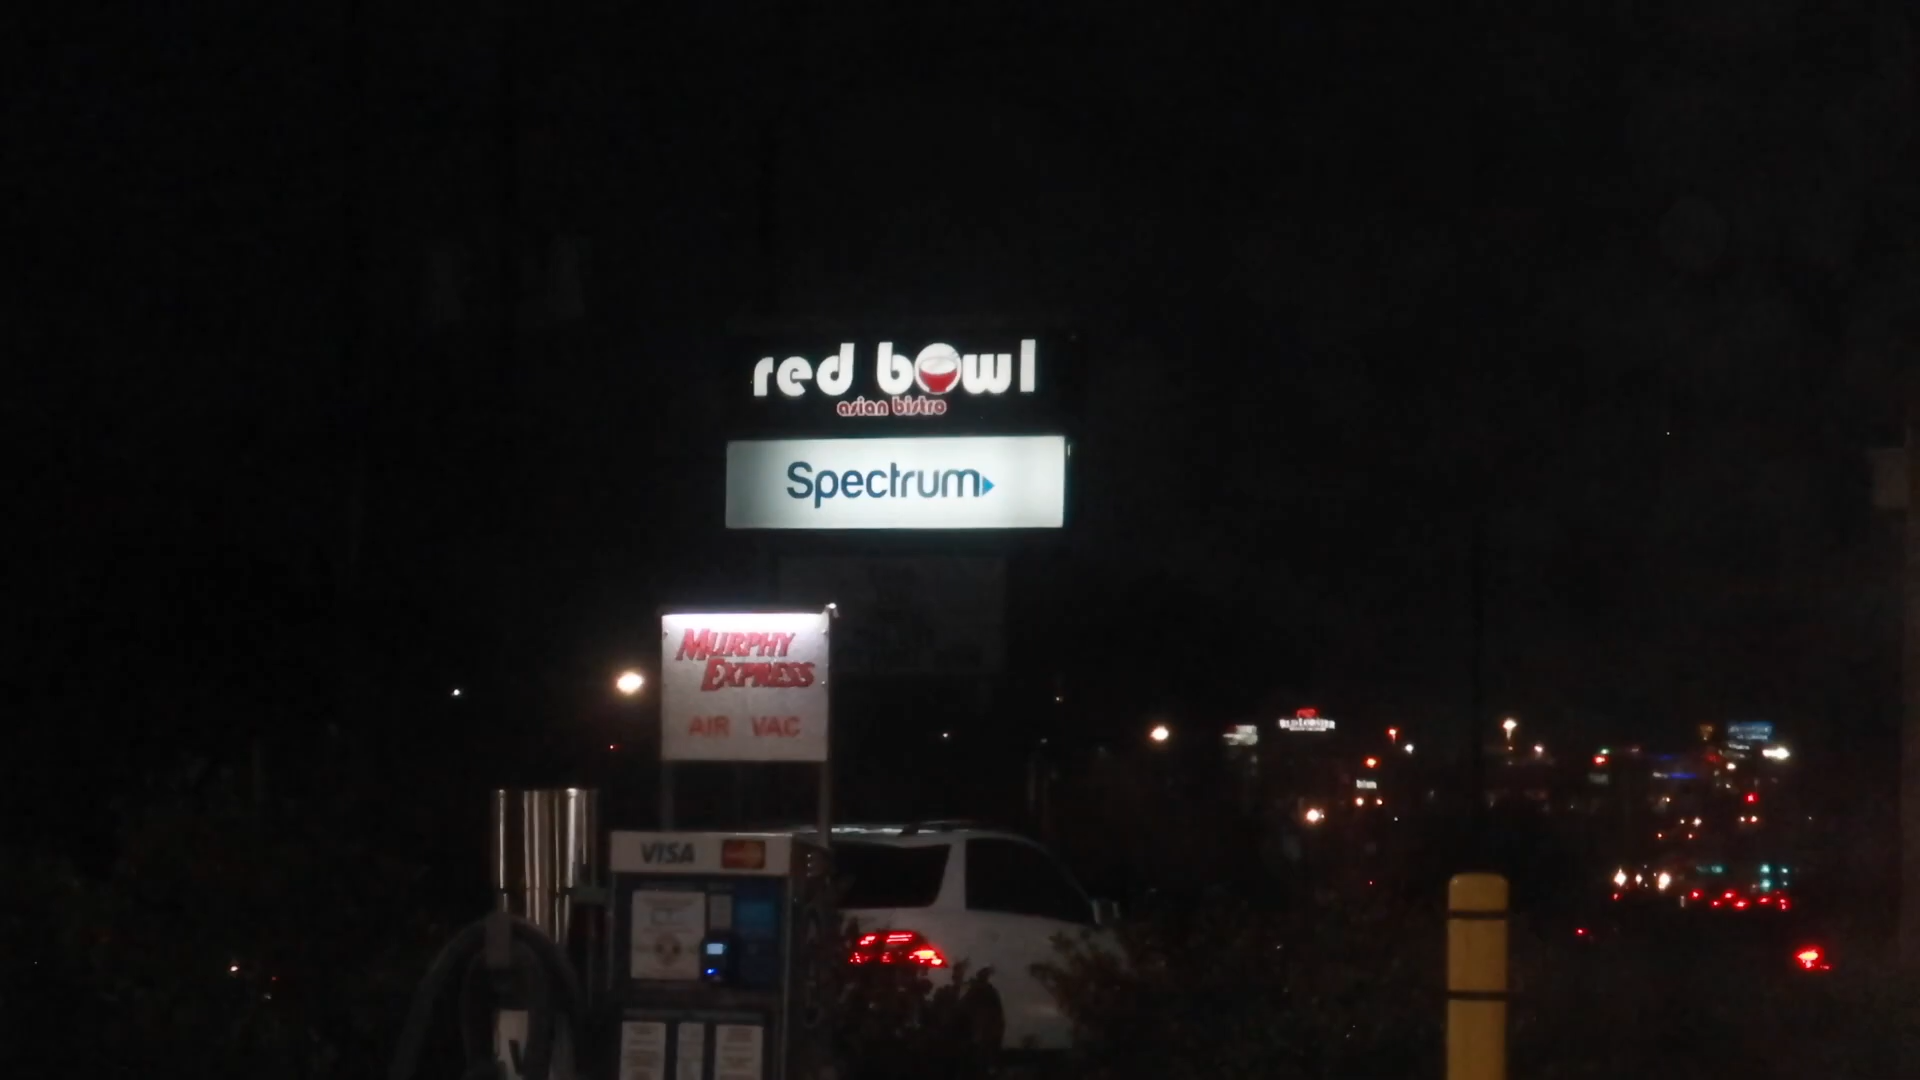 red bowl
asian bistro
Spectrum
MURPHY
EXPRESS
AIR VAC
VISA